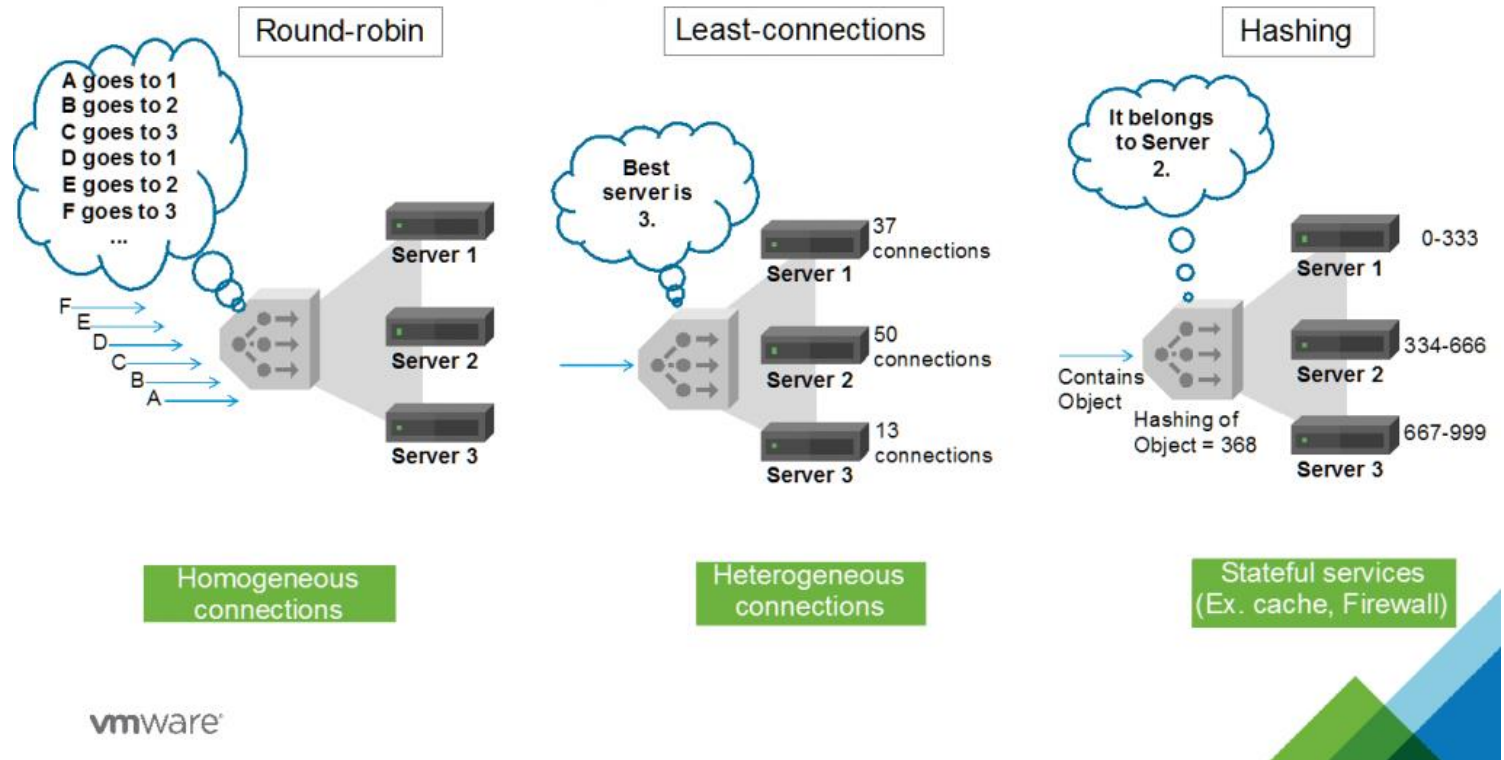 Round-robin
A goes to 1
B goes to 2
C goes to 3
D goes to 1
E goes to 2
F goes to 3
...
F
E
D
C
B
A
Server 1
Server 2
Server 3
Homogeneous
connections
Least-connections
Best
server is
3.
37
connections
Server 1
50
connections
Server 2
13
connections
Server 3
Heterogeneous
connections
Hashing
It belongs
to Server
2.
Contains
Object
Hashing of
Object = 368
0-333
Server 1
334-666
Server 2
667-999
Server 3
Stateful services
(Ex. cache, Firewall)
vmware®